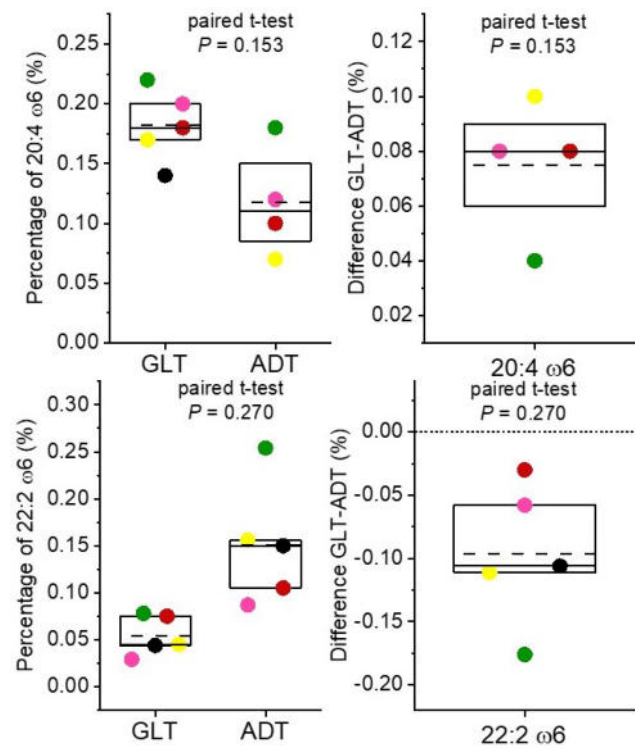 paired t-test
P = 0.153
Percentage of 20:4 ω6 (%)
0.25
0.20
0.15
0.10
0.05
0.00
GLT
ADT
paired t-test
P = 0.153
Difference GLT-ADT (%)
0.12
0.10
0.08
0.06
0.04
0.02
20:4 ω6
paired t-test
P = 0.270
Percentage of 22:2 ω6 (%)
0.30
0.25
0.20
0.15
0.10
0.05
0.00
GLT
ADT
paired t-test
P = 0.270
Difference GLT-ADT (%)
0.00
-0.05
-0.10
-0.15
-0.20
22:2 ω6